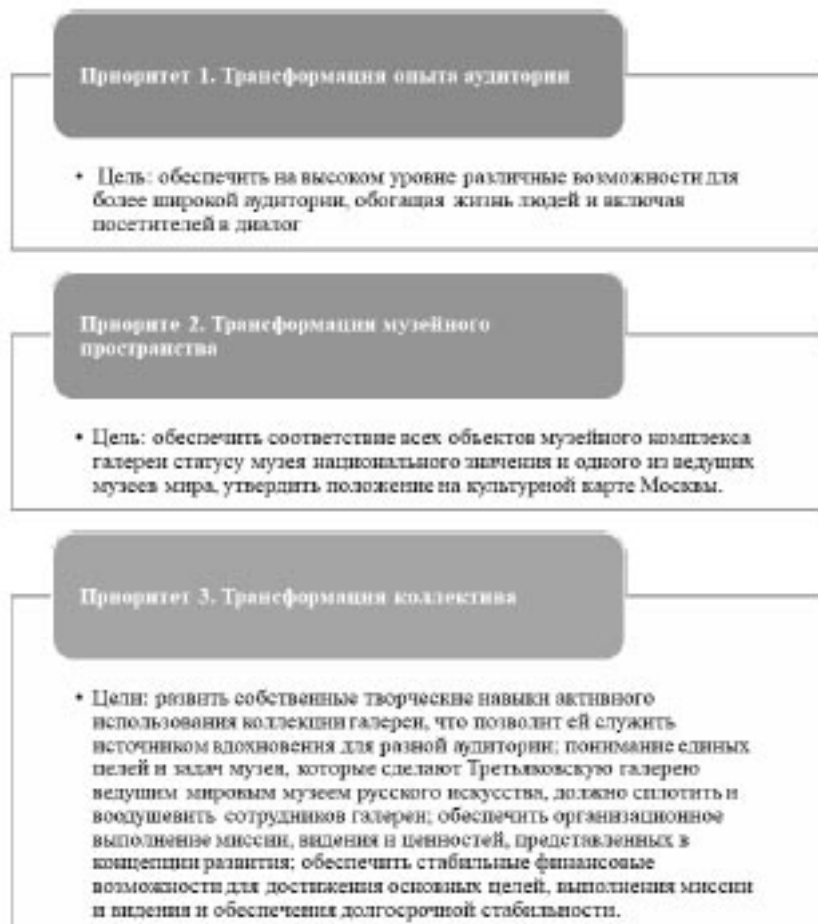 Приоритет 1. Трансформация опыта аудитории
• Цель: обеспечить на высоком уровне различные возможности для
более широкой аудитории, обогащая жизнь людей и включая
посетителей в диалог
Приорите 2. Трансформация музейного
пространства
• Цель: обеспечить соответствие всех объектов музейного комплекса
галереи статусу музея национального значения и одного из ведущих
музеев мира, утвердить положение на культурной карте Москвы.
Приоритет 3. Трансформация коллектива
• Цели: развить собственные творческие навыки активного
использования коллекции галереи, что позволит ей служить
источником вдохновения для разной аудитории; понимание единых
целей и задач музея, которые сделают Третьяковскую галерею
ведущим мировым музеем русского искусства, должно сплотить и
воодушевить сотрудников галереи; обеспечить организационное
выполнение миссии, видения и ценностей, представленных в
концепции развития; обеспечить стабильные финансовые
возможности для достижения основных целей, выполнения миссии
и видения и обеспечения долгосрочной стабильности.